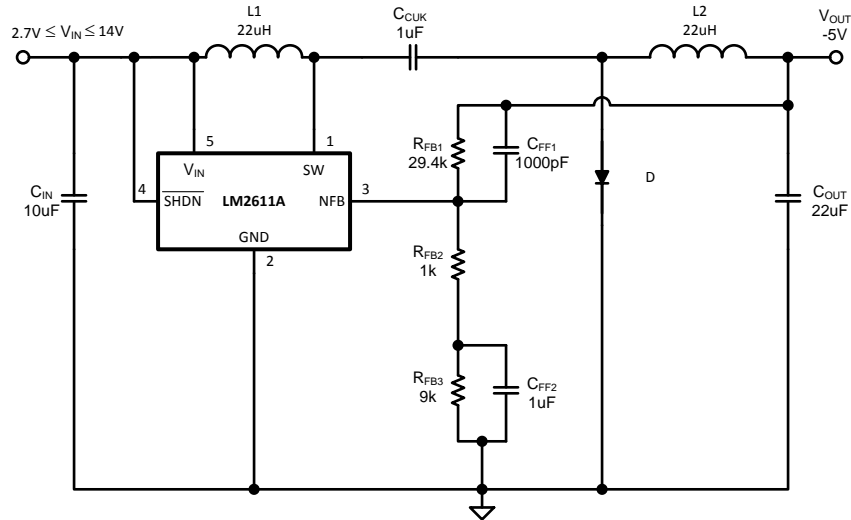 2.7V ≤ VIN ≤ 14V
L1
22uH
CCUK
1uF
L2
22uH
VOUT
-5V
5
1
VIN
SW
RFB1
29.4k
CFF1
1000pF
D
CIN
10uF
4
SHDN
LM2611A
NFB
3
COUT
22uF
GND
2
RFB2
1k
RFB3
9k
CFF2
1uF